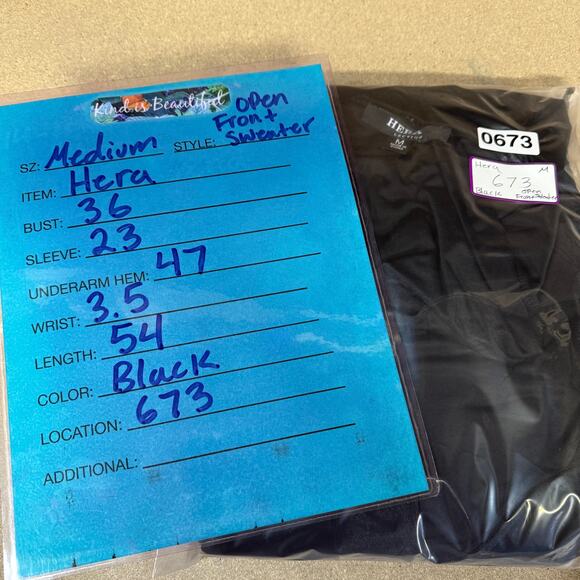 Kind is Beautiful
SZ: Medium STYLE: Open Front Sweater
ITEM: Hera
BUST: 36
SLEEVE: 23
UNDERARM HEM: 47
WRIST: 3.5
LENGTH: 54
COLOR: Black
LOCATION: 673
ADDITIONAL:
HERA
M
0673
Hera M
673
Black Open
Front Sweater